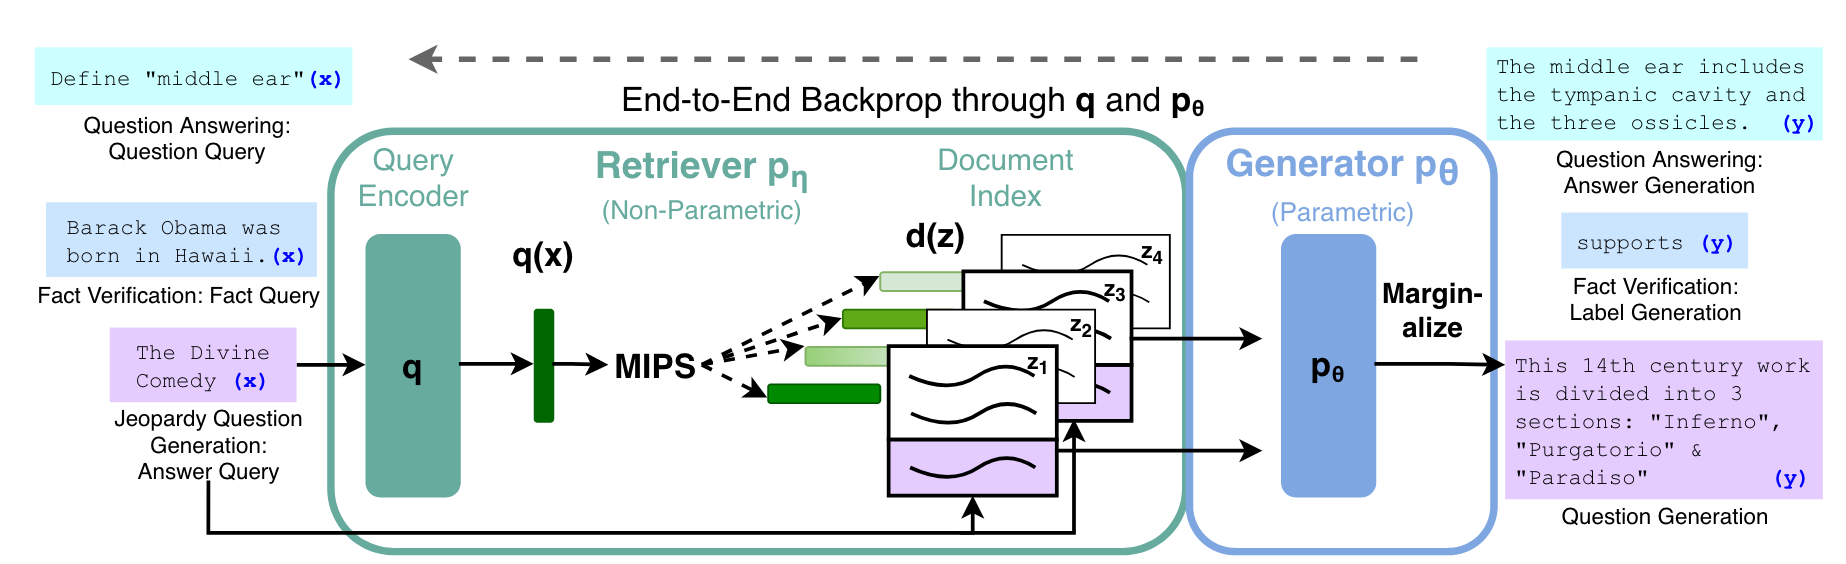 Define "middle ear"(x)
Question Answering:
Question Query
Barack Obama was
born in Hawaii.(x)
Fact Verification: Fact Query
The Divine
Comedy (x)
Jeopardy Question
Generation:
Answer Query
End-to-End Backprop through q and pθ
Query
Encoder
Retriever pη
(Non-Parametric)
Document
Index
q
q(x)
MIPS
d(z)
z4
z3
z2
z1
Generator pθ
(Parametric)
pθ
Margin-
alize
The middle ear includes
the tympanic cavity and
the three ossicles. (y)
Question Answering:
Answer Generation
supports (y)
Fact Verification:
Label Generation
This 14th century work
is divided into 3
sections: "Inferno",
"Purgatorio" &
"Paradiso" (y)
Question Generation